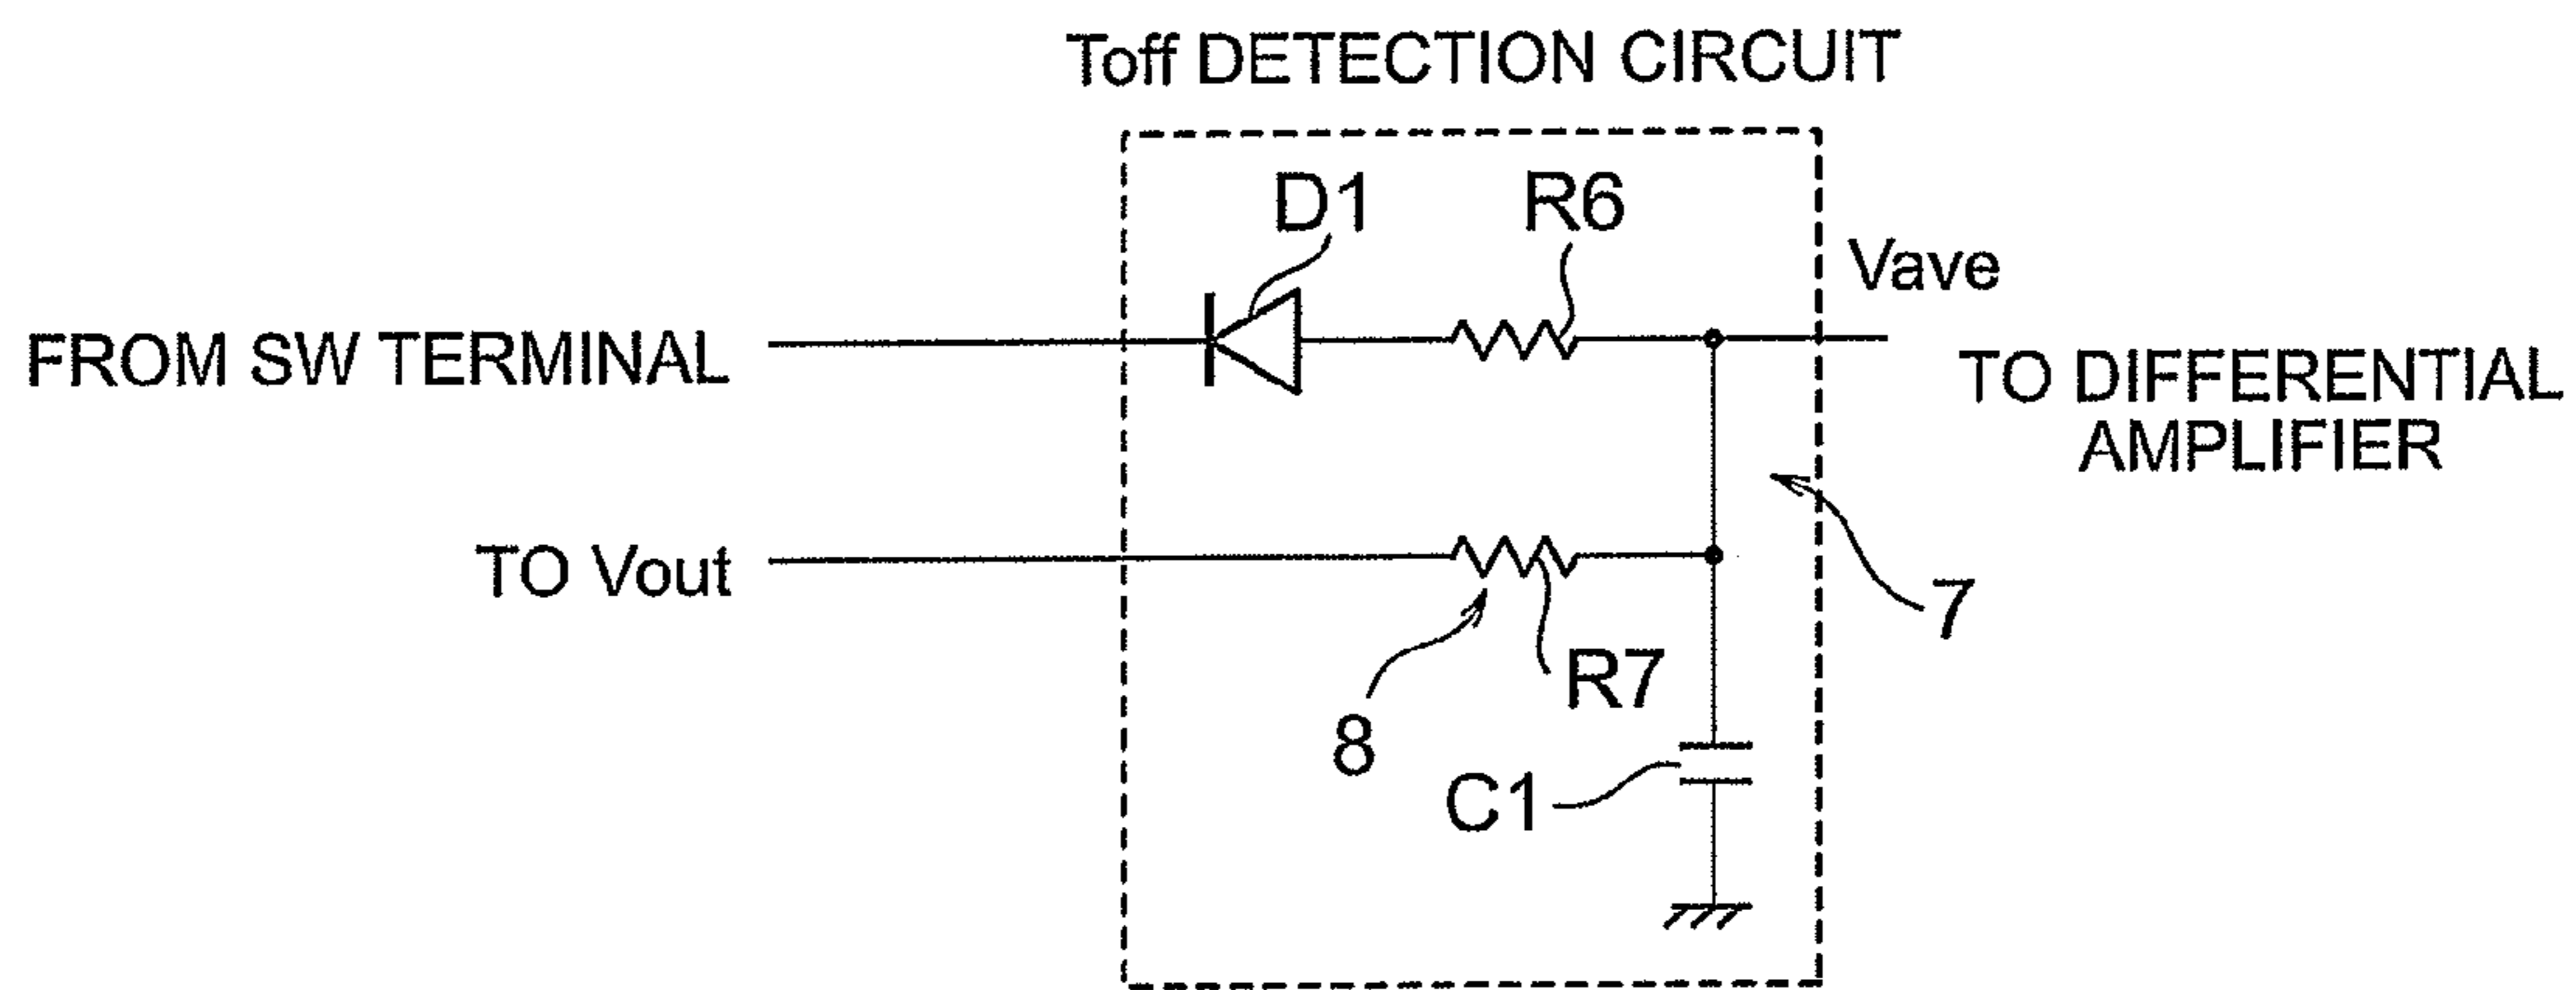 Toff DETECTION CIRCUIT
D1
R6
Vave
FROM SW TERMINAL
TO DIFFERENTIAL
AMPLIFIER
TO Vout
7
R7
8
C1